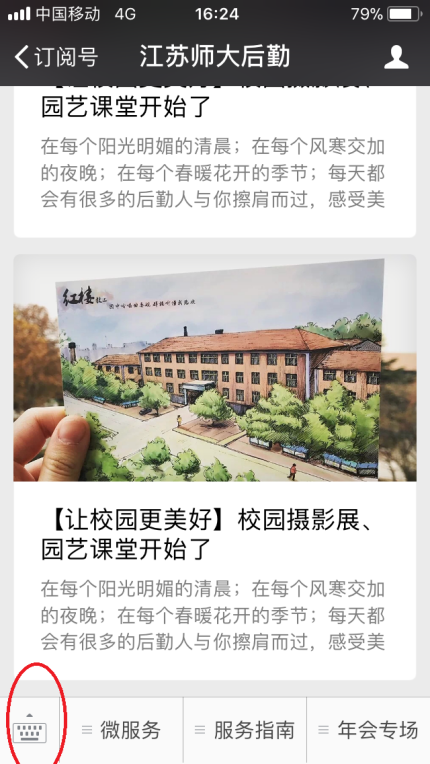 中国移动 4G 16:24 79%
订阅号 江苏师大后勤
园艺课堂开始了
在每个阳光明媚的清晨；在每个风寒交加
的夜晚；在每个春暖花开的季节；每天都
会有很多的后勤人与你擦肩而过，感受美
红楼
【让校园更美好】校园摄影展、
园艺课堂开始了
在每个阳光明媚的清晨；在每个风寒交加
的夜晚；在每个春暖花开的季节；每天都
会有很多的后勤人与你擦肩而过，感受美
微服务 服务指南 年会专场